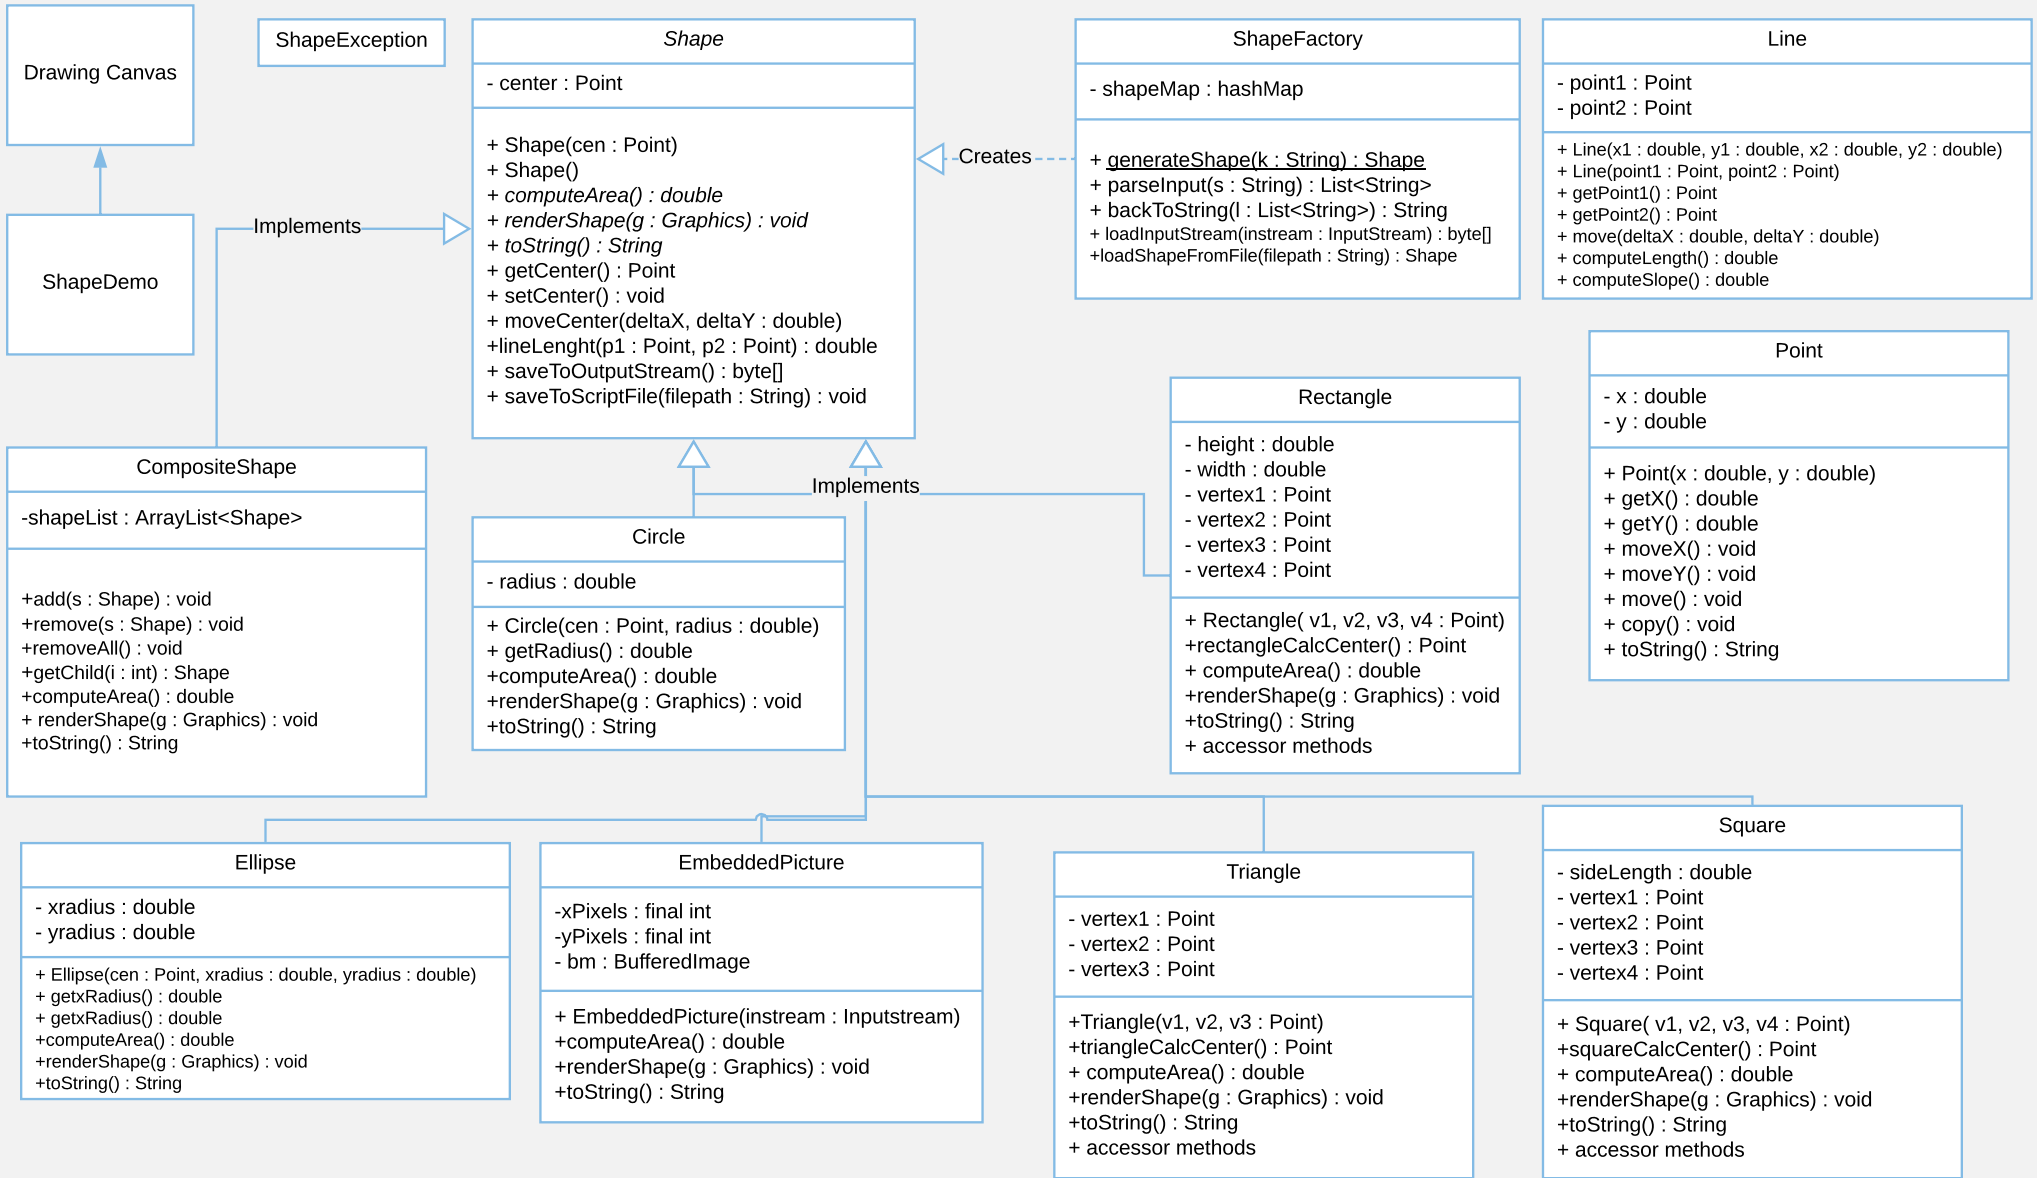 Drawing Canvas
ShapeDemo
ShapeException
Shape
- center : Point
+ Shape(cen : Point)
+ Shape()
+ computeArea() : double
+ renderShape(g : Graphics) : void
+ toString() : String
+ getCenter() : Point
+ setCenter() : void
+ moveCenter(deltaX, deltaY : double)
+lineLenght(p1 : Point, p2 : Point) : double
+ saveToOutputStream() : byte[]
+ saveToScriptFile(filepath : String) : void
Creates
ShapeFactory
- shapeMap : hashMap
+ generateShape(k : String) : Shape
+ parseInput(s : String) : List<String>
+ backToString(l : List<String>) : String
+ loadInputStream(instream : InputStream) : byte[]
+loadShapeFromFile(filepath : String) : Shape
Line
- point1 : Point
- point2 : Point
+ Line(x1 : double, y1 : double, x2 : double, y2 : double)
+ Line(point1 : Point, point2 : Point)
+ getPoint1() : Point
+ getPoint2() : Point
+ move(deltaX : double, deltaY : double)
+ computeLength() : double
+ computeSlope() : double
Implements
CompositeShape
-shapeList : ArrayList<Shape>
+add(s : Shape) : void
+remove(s : Shape) : void
+removeAll() : void
+getChild(i : int) : Shape
+computeArea() : double
+ renderShape(g : Graphics) : void
+toString() : String
Implements
Circle
- radius : double
+ Circle(cen : Point, radius : double)
+ getRadius() : double
+computeArea() : double
+renderShape(g : Graphics) : void
+toString() : String
Rectangle
- height : double
- width : double
- vertex1 : Point
- vertex2 : Point
- vertex3 : Point
- vertex4 : Point
+ Rectangle( v1, v2, v3, v4 : Point)
+rectangleCalcCenter() : Point
+ computeArea() : double
+renderShape(g : Graphics) : void
+toString() : String
+ accessor methods
Point
- x : double
- y : double
+ Point(x : double, y : double)
+ getX() : double
+ getY() : double
+ moveX() : void
+ moveY() : void
+ move() : void
+ copy() : void
+ toString() : String
Ellipse
- xradius : double
- yradius : double
+ Ellipse(cen : Point, xradius : double, yradius : double)
+ getxRadius() : double
+ getxRadius() : double
+computeArea() : double
+renderShape(g : Graphics) : void
+toString() : String
EmbeddedPicture
-xPixels : final int
-yPixels : final int
- bm : BufferedImage
+ EmbeddedPicture(instream : Inputstream)
+computeArea() : double
+renderShape(g : Graphics) : void
+toString() : String
Triangle
- vertex1 : Point
- vertex2 : Point
- vertex3 : Point
+Triangle(v1, v2, v3 : Point)
+triangleCalcCenter() : Point
+ computeArea() : double
+renderShape(g : Graphics) : void
+toString() : String
+ accessor methods
Square
- sideLength : double
- vertex1 : Point
- vertex2 : Point
- vertex3 : Point
- vertex4 : Point
+ Square( v1, v2, v3, v4 : Point)
+squareCalcCenter() : Point
+ computeArea() : double
+renderShape(g : Graphics) : void
+toString() : String
+ accessor methods